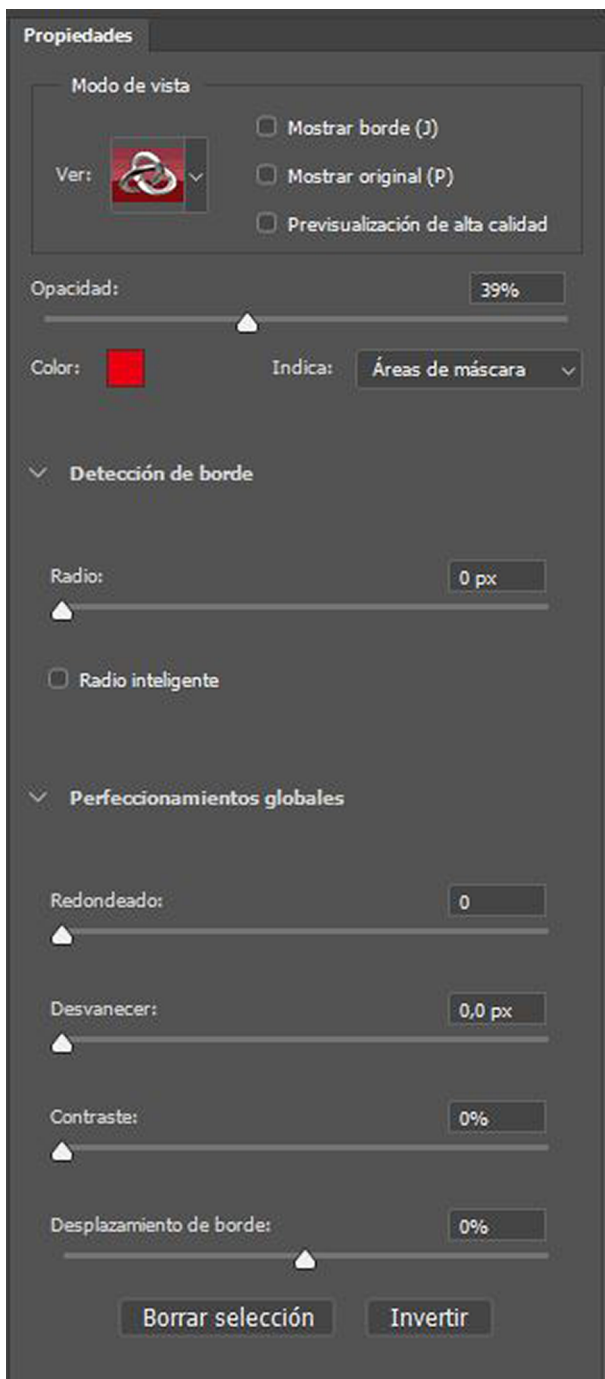 Propiedades
Modo de vista
Ver:
Mostrar borde (J)
Mostrar original (P)
Previsualización de alta calidad
Opacidad: 39%
Color: Indica: Áreas de máscara
Detección de borde
Radio: 0 px
Radio inteligente
Perfeccionamientos globales
Redondeado: 0
Desvanecer: 0,0 px
Contraste: 0%
Desplazamiento de borde: 0%
Borrar selección Invertir